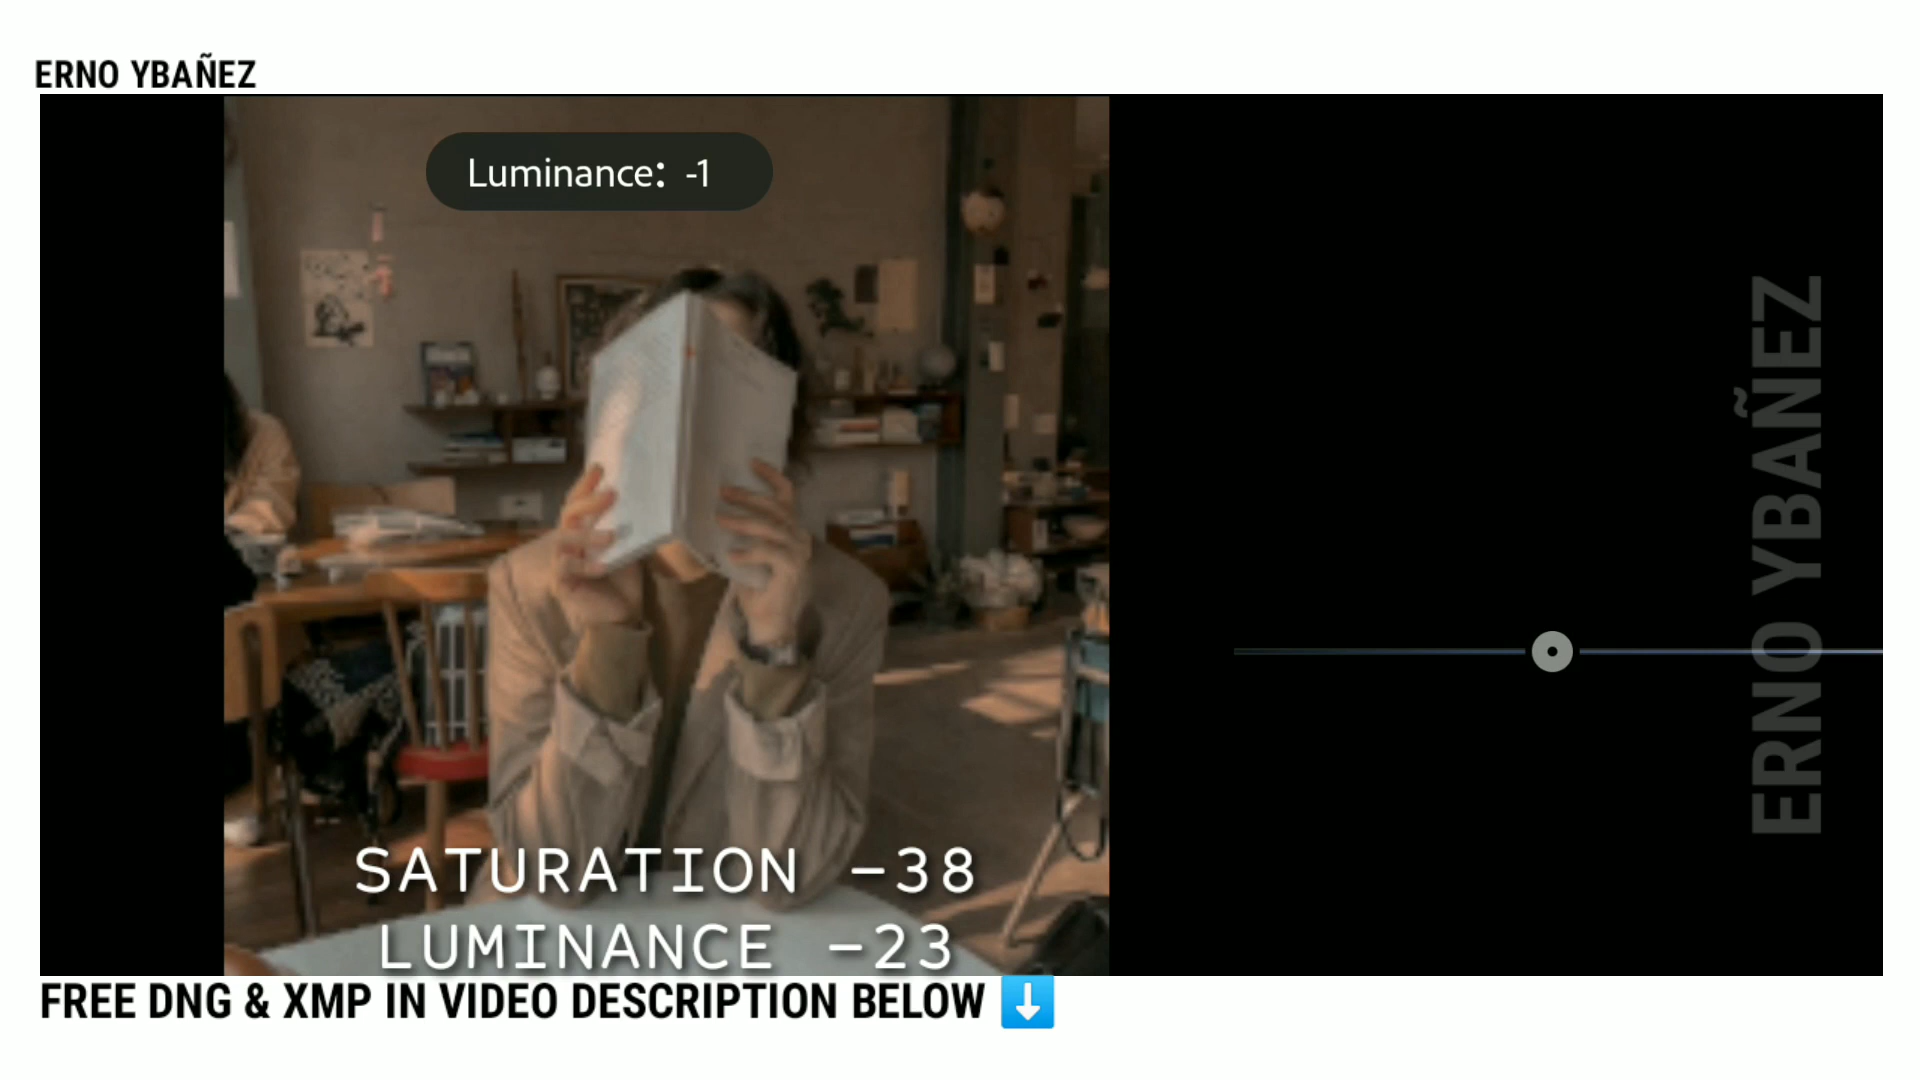 ERNO YBAÑEZ
Luminance: -1
ERNO YBAÑEZ
SATURATION -38
LUMINANCE -23
FREE DNG & XMP IN VIDEO DESCRIPTION BELOW ⬇️